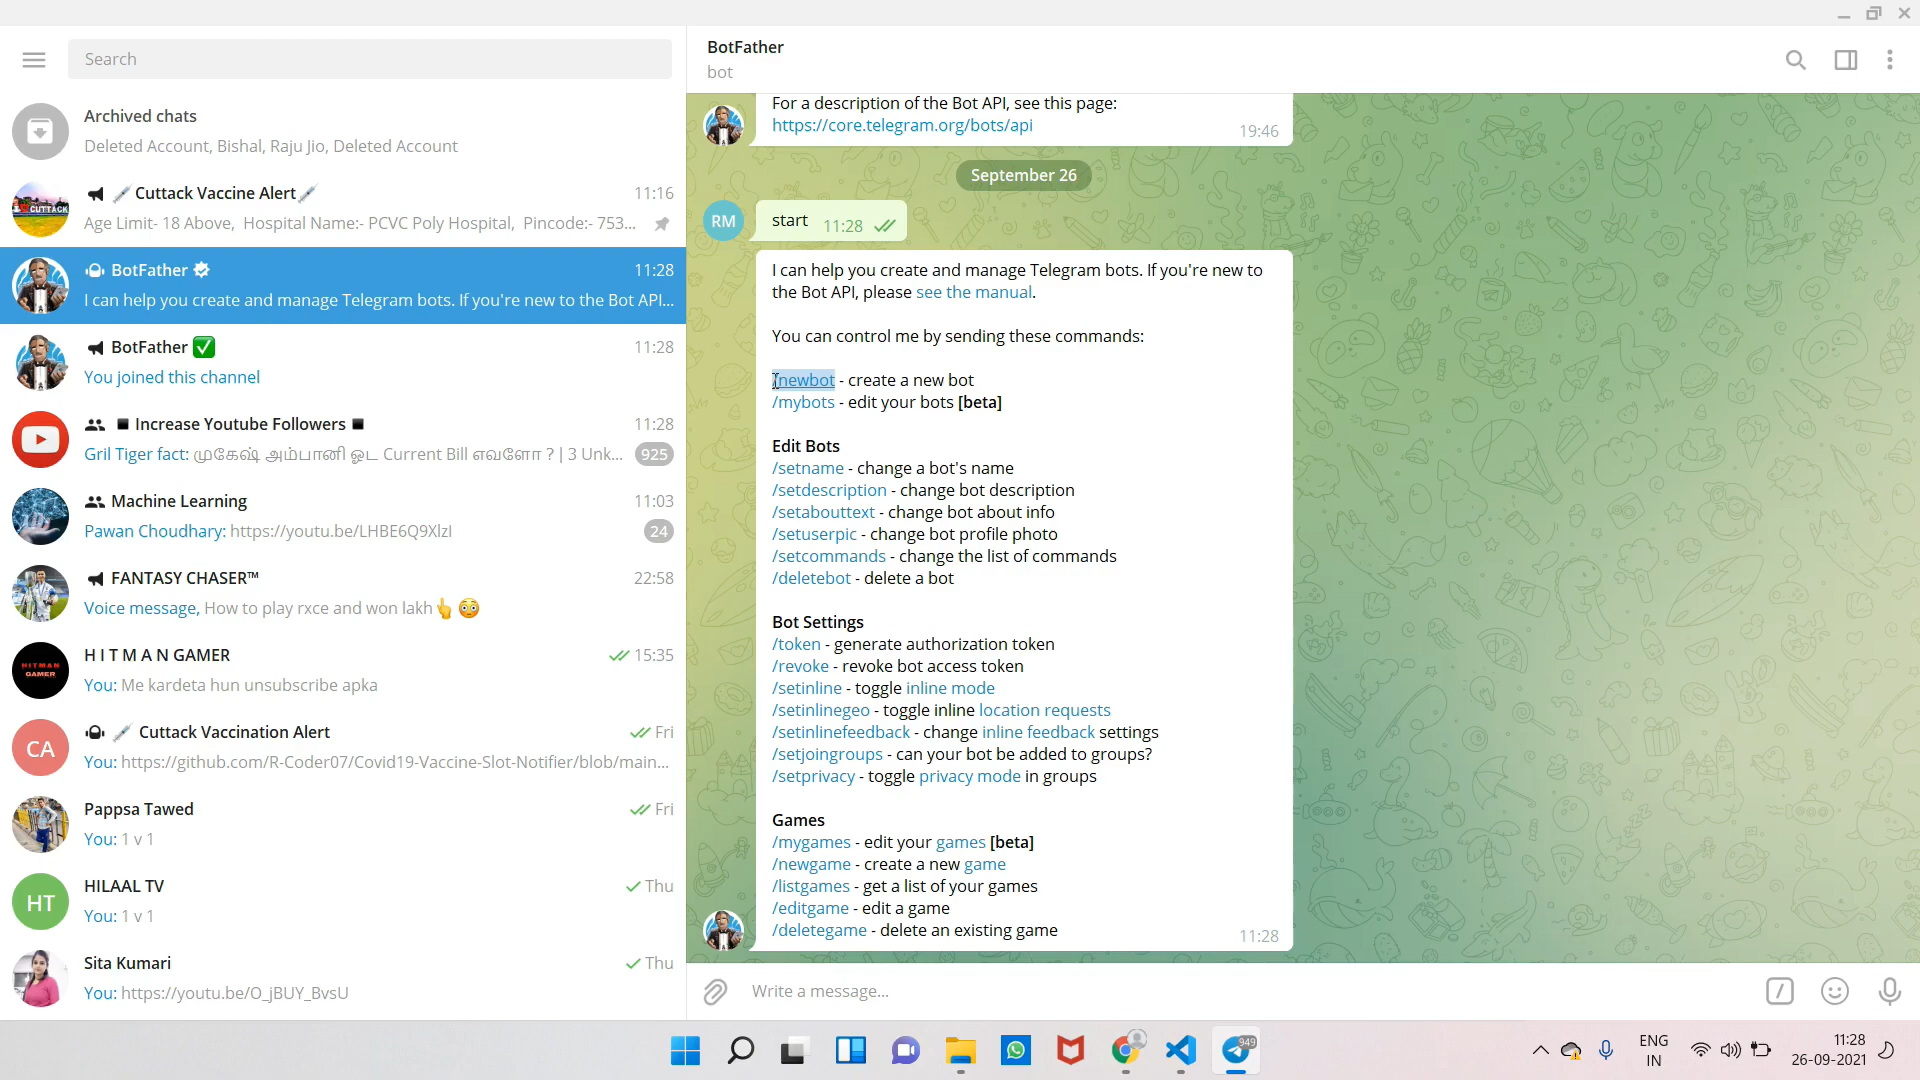 Search
Archived chats
Deleted Account, Bishal, Raju Jio, Deleted Account
Cuttack Vaccine Alert 11:16
Age Limit- 18 Above, Hospital Name:- PCVC Poly Hospital, Pincode:- 753...
CUTTACK
BotFather 11:28
I can help you create and manage Telegram bots. If you're new to the Bot API...
BotFather ✅ 11:28
You joined this channel
Increase Youtube Followers 11:28
Gril Tiger fact: முகேஷ் அம்பானி ஓட Current Bill எவளோ ? | 3 Unk... 925
Machine Learning 11:03
Pawan Choudhary: https://youtu.be/LHBE6Q9XlzI 24
FANTASY CHASER™ 22:58
Voice message, How to play rxce and won lakh👆😳
H I T M A N GAMER 15:35
You: Me kardeta hun unsubscribe apka
HITMAN
GAMER
Cuttack Vaccination Alert Fri
CA
You: https://github.com/R-Coder07/Covid19-Vaccine-Slot-Notifier/blob/main...
Pappsa Tawed Fri
You: 1 v 1
HILAAL TV Thu
HT
You: 1 v 1
Sita Kumari Thu
You: https://youtu.be/O_jBUY_BvsU
BotFather
bot
For a description of the Bot API, see this page:
https://core.telegram.org/bots/api 19:46
September 26
RM start 11:28
I can help you create and manage Telegram bots. If you're new to
the Bot API, please see the manual.
You can control me by sending these commands:
/newbot - create a new bot
/mybots - edit your bots [beta]
Edit Bots
/setname - change a bot's name
/setdescription - change bot description
/setabouttext - change bot about info
/setuserpic - change bot profile photo
/setcommands - change the list of commands
/deletebot - delete a bot
Bot Settings
/token - generate authorization token
/revoke - revoke bot access token
/setinline - toggle inline mode
/setinlinegeo - toggle inline location requests
/setinlinefeedback - change inline feedback settings
/setjoingroups - can your bot be added to groups?
/setprivacy - toggle privacy mode in groups
Games
/mygames - edit your games [beta]
/newgame - create a new game
/listgames - get a list of your games
/editgame - edit a game
/deletegame - delete an existing game 11:28
Write a message...
949
ENG
IN
11:28
26-09-2021